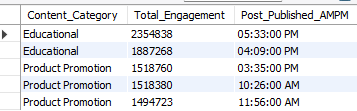 Content_Category Total_Engagement Post_Published_AMPM
Educational 2354838 05:33:00 PM
Educational 1887268 04:09:00 PM
Product Promotion 1518760 03:35:00 PM
Product Promotion 1518380 10:26:00 AM
Product Promotion 1494723 11:56:00 AM